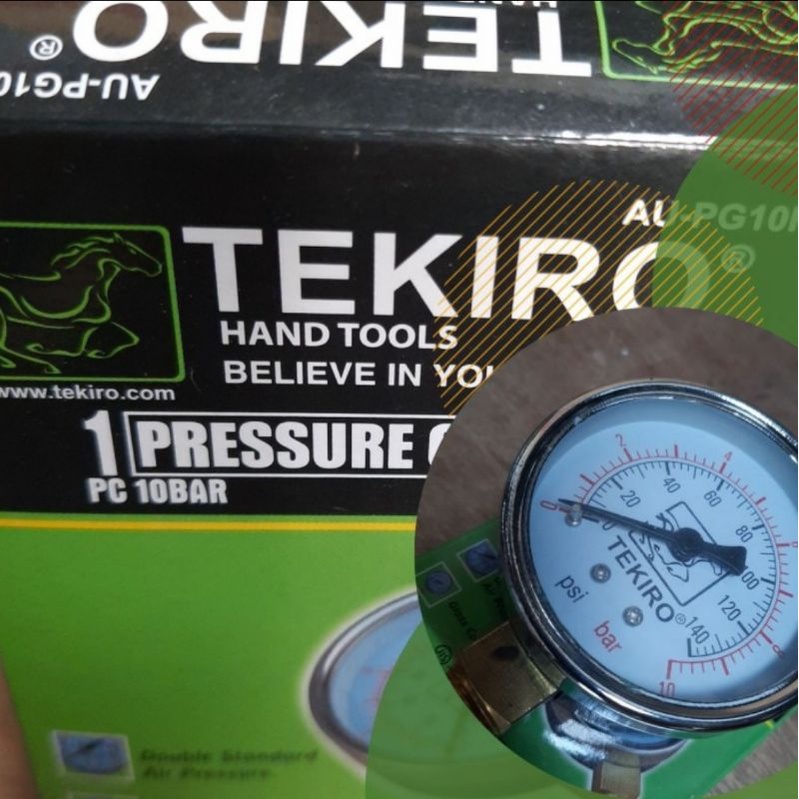 TEKIRO®
AU-PG10
AU-PG10
TEKIRO®
HAND TOOLS
BELIEVE IN YO
www.tekiro.com
1 PRESSURE
PC 10BAR
0 2 4 6 8 10
0 20 40 60 80 100 120 140
TEKIRO®
psi
bar
Double Standard
Air Pressure.